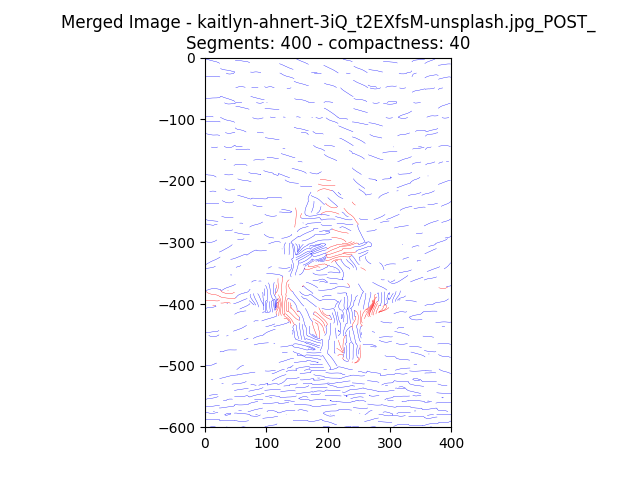 Merged Image - kaitlyn-ahnert-3iQ_t2EXfsM-unsplash.jpg_POST_
Segments: 400 - compactness: 40
0
−100
−200
−300
−400
−500
−600
0 100 200 300 400